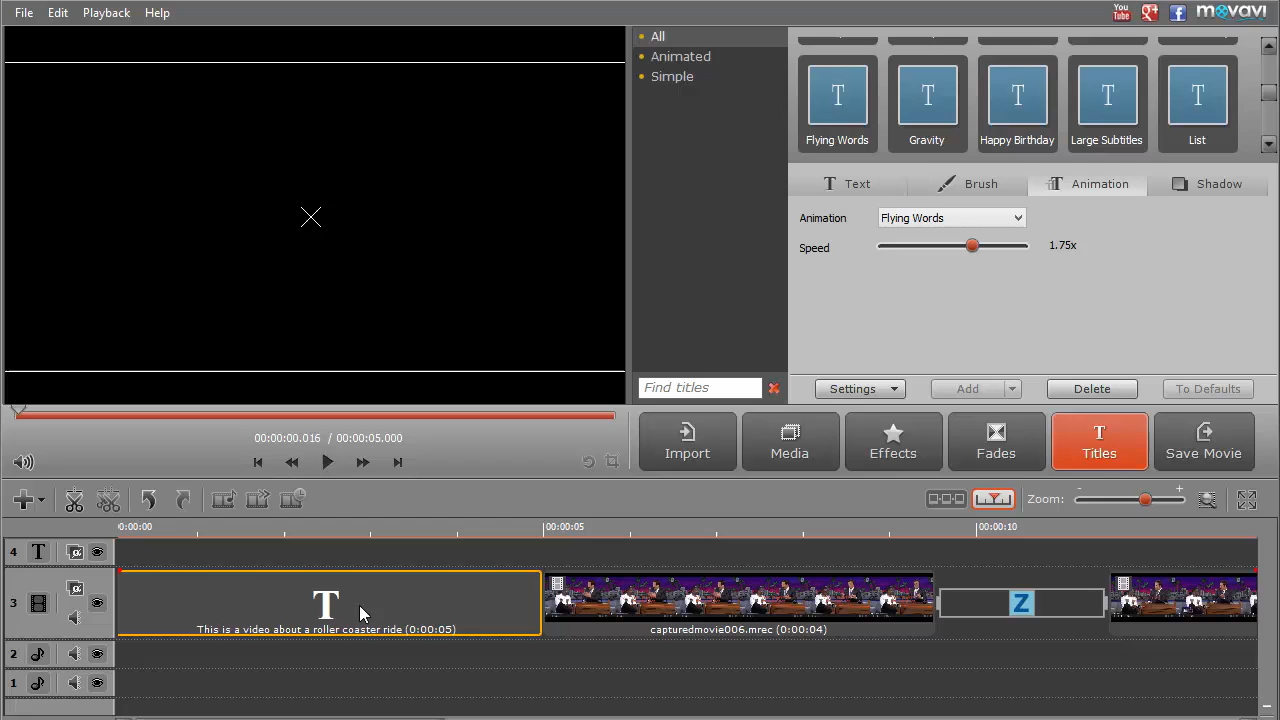 File Edit Playback Help
You Tube g+ f movavi
All
Animated
Simple
T T T T T
Flying Words Gravity Happy Birthday Large Subtitles List
T Text Brush T Animation Shadow
Animation Flying Words
Speed 1.75x
Find titles
Settings Add Delete To Defaults
00:00:00.016 / 00:00:05.000
Import Media Effects Fades T Titles Save Movie
Zoom: - +
00:00:00 00:00:05 00:00:10
4 T
3 T Z
This is a video about a roller coaster ride (0:00:05) capturedmovie006.mrec (0:00:04)
2
1